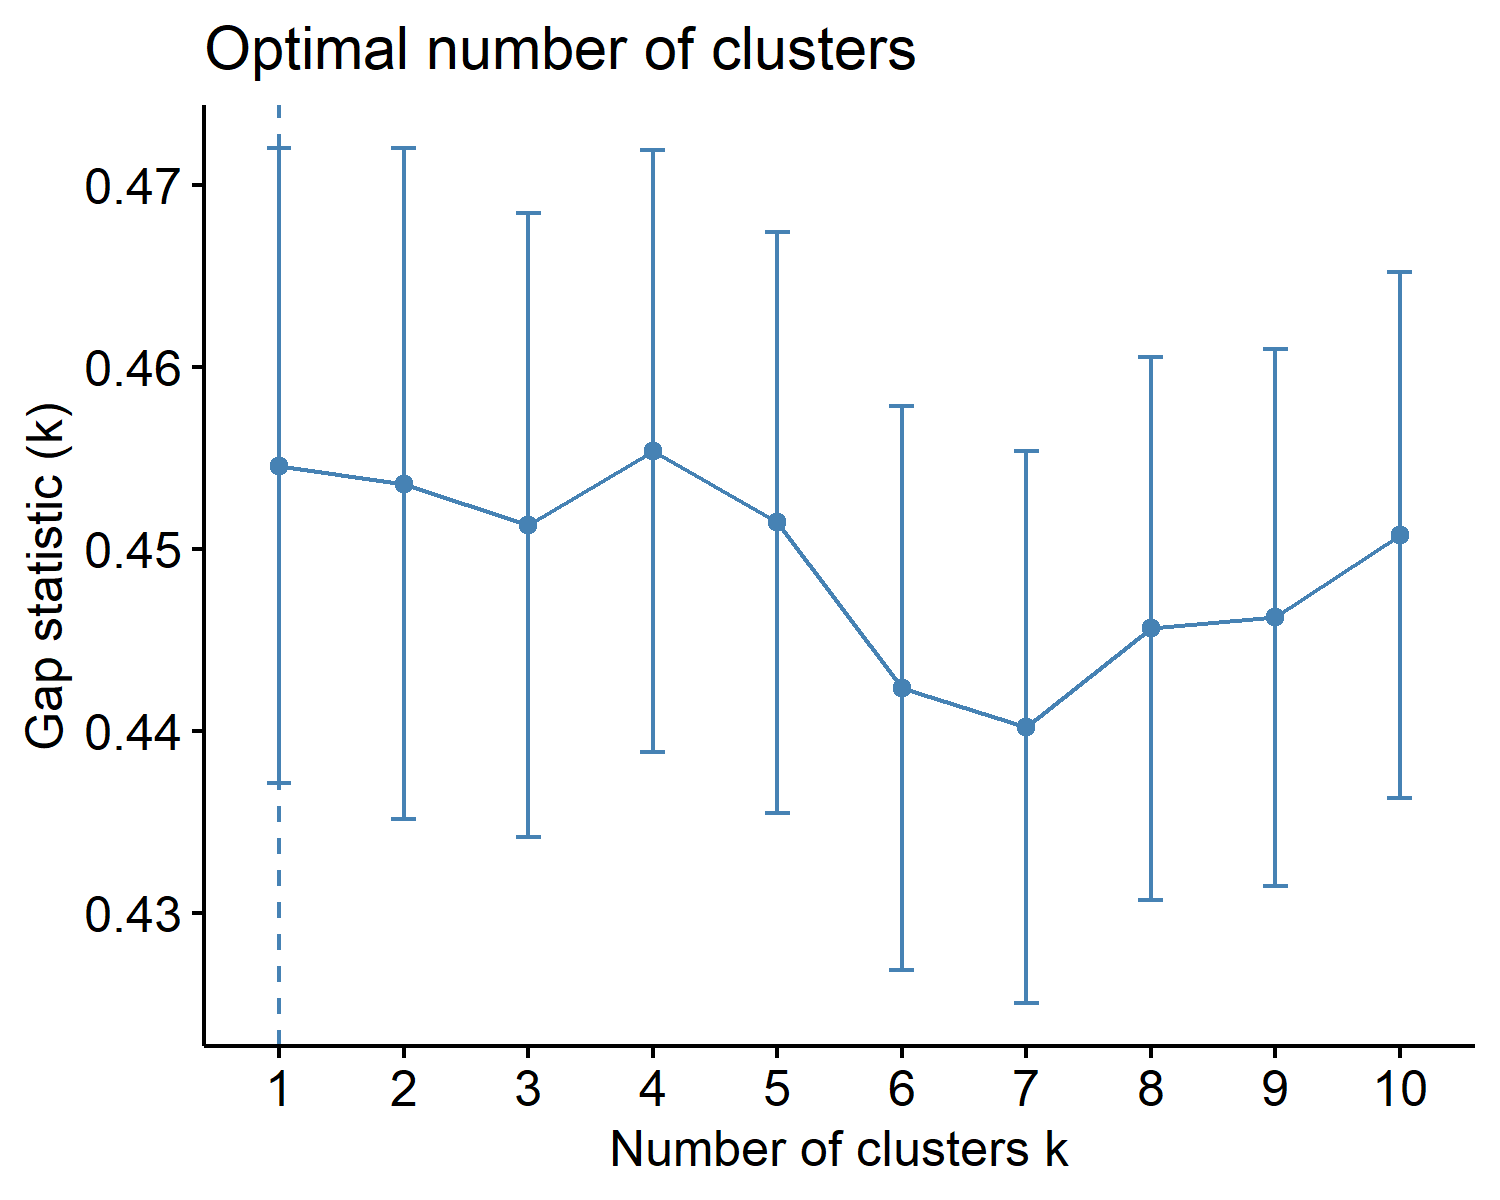 Optimal number of clusters
Gap statistic (k)
0.47
0.46
0.45
0.44
0.43
1 2 3 4 5 6 7 8 9 10
Number of clusters k